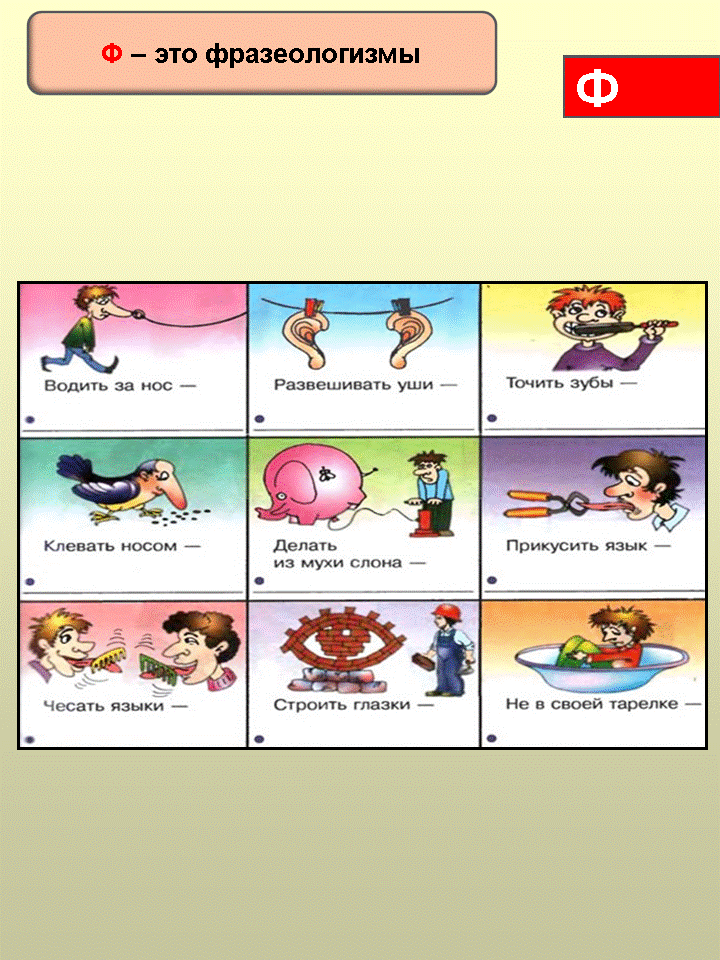 Ф – это фразеологизмы
Ф
Водить за нос —
Развешивать уши —
Точить зубы —
Клевать носом —
Делать
из мухи слона —
Прикусить язык —
Чесать языки —
Строить глазки —
Не в своей тарелке —